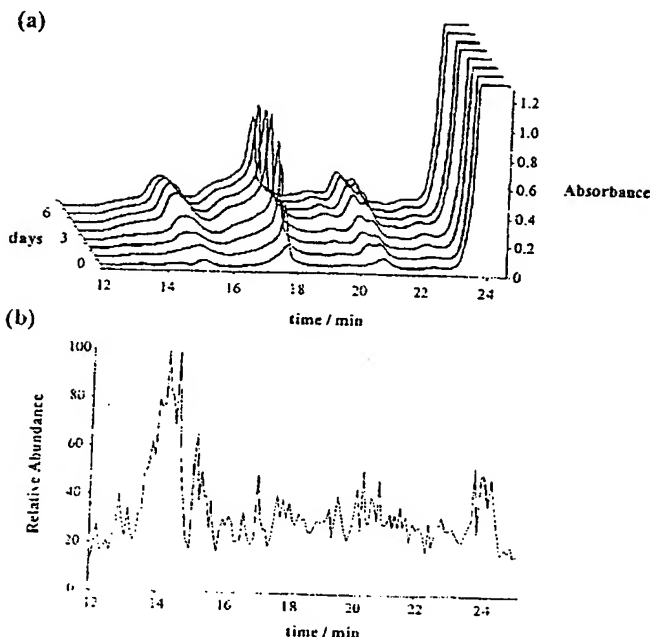 (a)
1.2
1.0
0.8
0.6
0.4
0.2
0
Absorbance
6
3
0
days
12 14 16 18 20 22 24
time / min
(b)
100
80
60
40
20
0
Relative Abundance
12 14 16 18 20 22 24
time / min